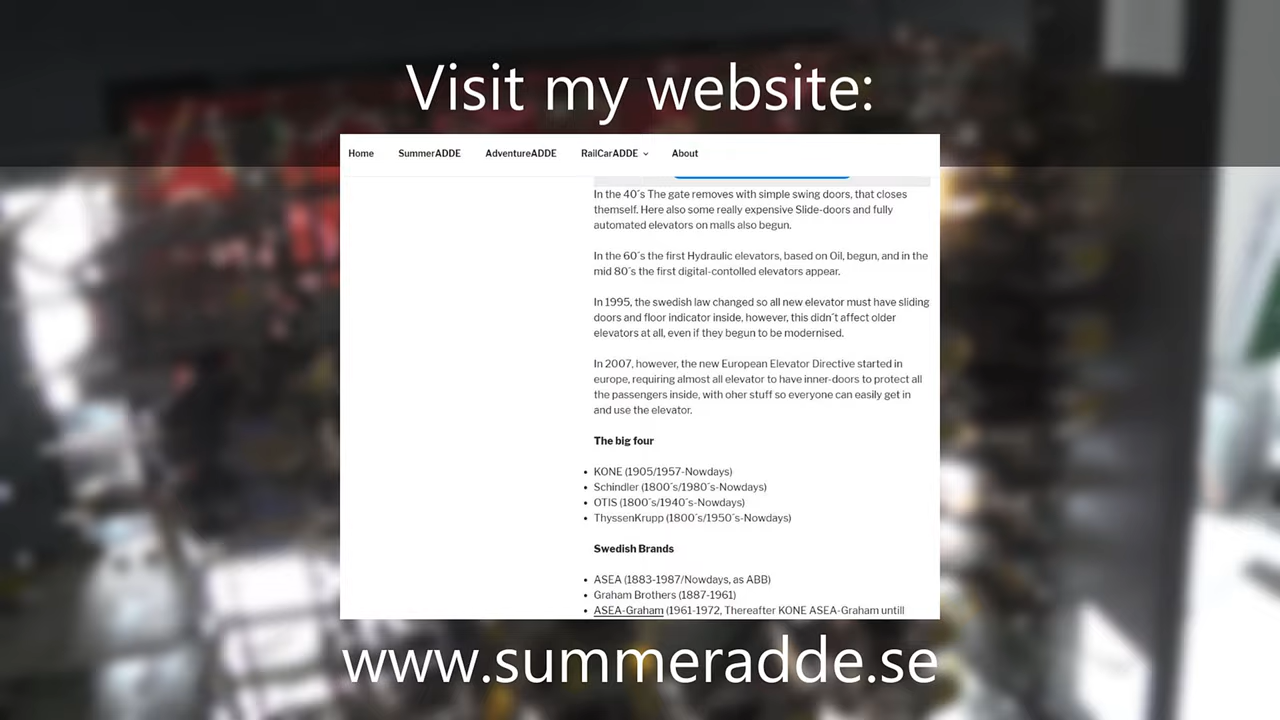 Visit my website:
Home SummerADDE AdventureADDE RailCarADDE About
In the 40´s The gate removes with simple swing doors, that closes
themself. Here also some really expensive Slide-doors and fully
automated elevators on malls also begun.
In the 60´s the first Hydraulic elevators, based on Oil, begun, and in the
mid 80´s the first digital-contolled elevators appear.
In 1995, the swedish law changed so all new elevator must have sliding
doors and floor indicator inside, however, this didn´t affect older
elevators at all, even if they begun to be modernised.
In 2007, however, the new European Elevator Directive started in
europe, requiring almost all elevator to have inner-doors to protect all
the passengers inside, with oher stuff so everyone can easily get in
and use the elevator.
The big four
• KONE (1905/1957-Nowdays)
• Schindler (1800´s/1980´s-Nowdays)
• OTIS (1800´s/1940´s-Nowdays)
• ThyssenKrupp (1800´s/1950´s-Nowdays)
Swedish Brands
• ASEA (1883-1987/Nowdays, as ABB)
• Graham Brothers (1887-1961)
• ASEA-Graham (1961-1972, Thereafter KONE ASEA-Graham untill
www.summeradde.se